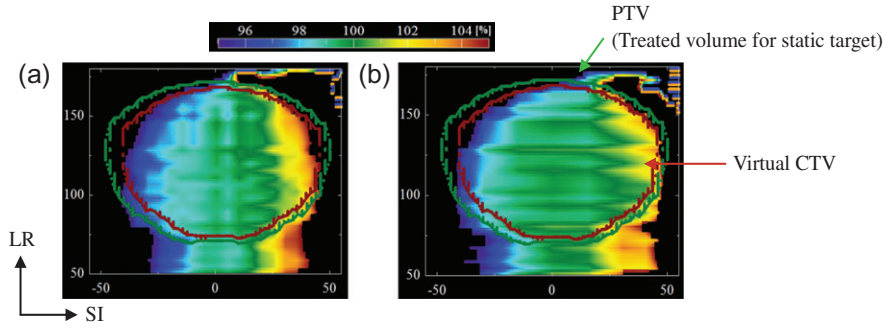 PTV
(Treated volume for static target)
96 98 100 102 104 [%]
(a)
(b)
150
100
50
-50 0 50
150
100
50
-50 0 50
Virtual CTV
LR
SI